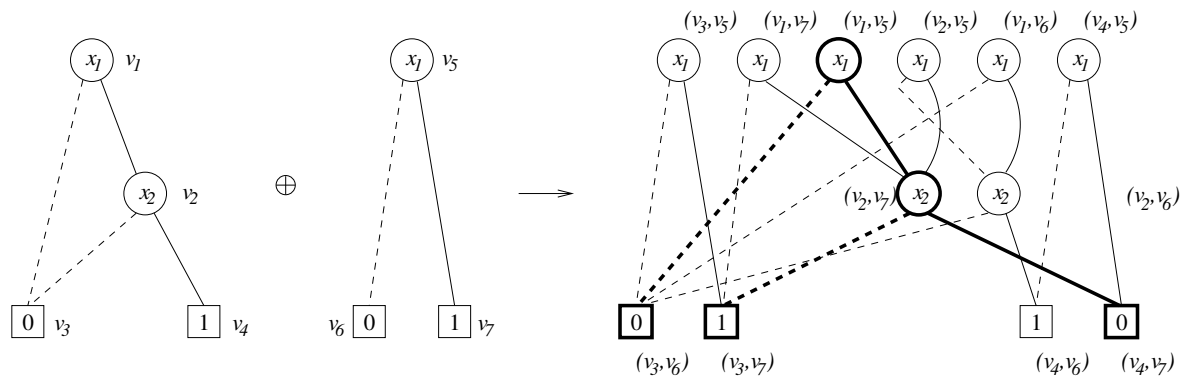 (v3,v5) (v1,v7) (v1,v5) (v2,v5) (v1,v6) (v4,v5)
x1 v1 x1 v5 x1 x1 x1 x1 x1 x1
⊕
x2 v2 (v2,v7) x2 x2 (v2,v6)
0 v3 1 v4 v6 0 1 v7 0 1 1 0
(v3,v6) (v3,v7) (v4,v6) (v4,v7)